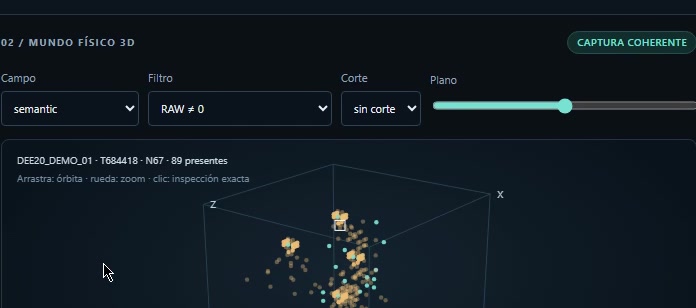 02 / MUNDO FÍSICO 3D
CAPTURA COHERENTE
Campo
Filtro
Corte
Plano
semantic
RAW ≠ 0
sin corte
DEE20_DEMO_01 · T684418 · N67 · 89 presentes
Arrastra: órbita · rueda: zoom · clic: inspección exacta
Z
X